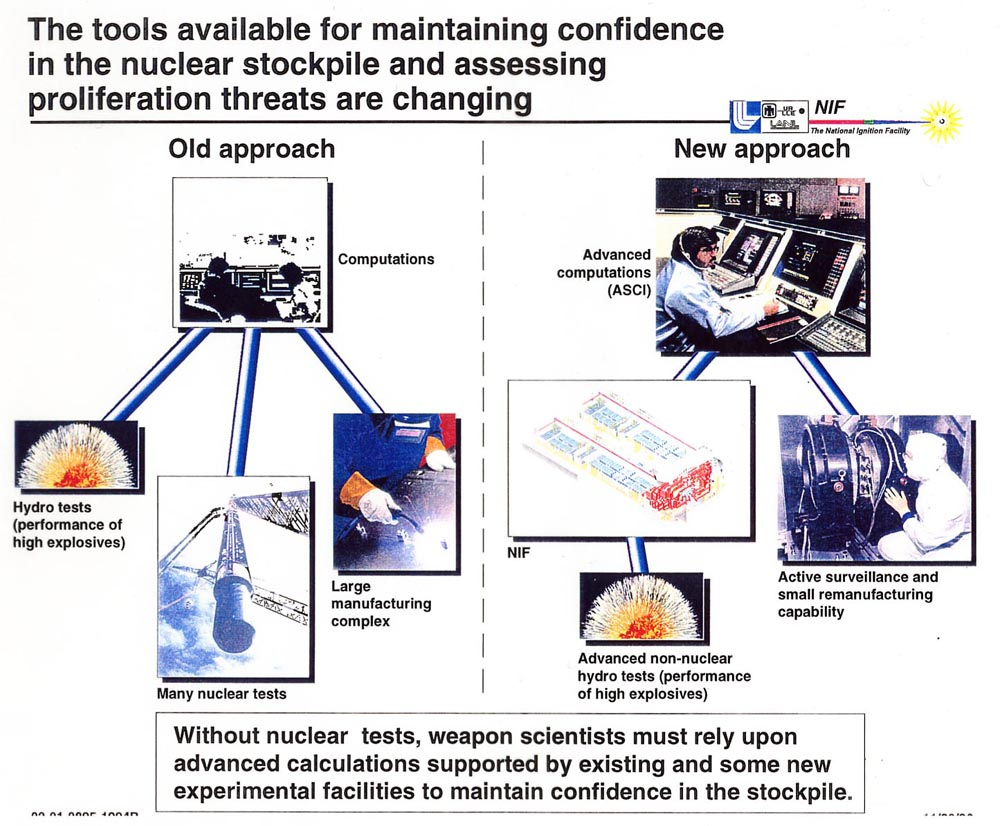 The tools available for maintaining confidence
in the nuclear stockpile and assessing
proliferation threats are changing
NIF
The National Ignition Facility
Old approach
New approach
Computations
Advanced
computations
(ASCI)
Hydro tests
(performance of
high explosives)
Large
manufacturing
complex
Many nuclear tests
NIF
Active surveillance and
small remanufacturing
capability
Advanced non-nuclear
hydro tests (performance
of high explosives)
Without nuclear tests, weapon scientists must rely upon
advanced calculations supported by existing and some new
experimental facilities to maintain confidence in the stockpile.